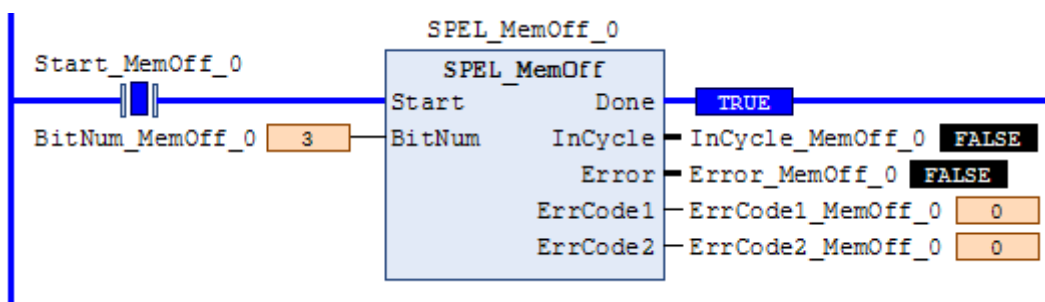 SPEL_MemOff_0
Start_MemOff_0
SPEL_MemOff
Start Done TRUE
BitNum_MemOff_0 3 BitNum InCycle InCycle_MemOff_0 FALSE
Error Error_MemOff_0 FALSE
ErrCode1 ErrCode1_MemOff_0 0
ErrCode2 ErrCode2_MemOff_0 0